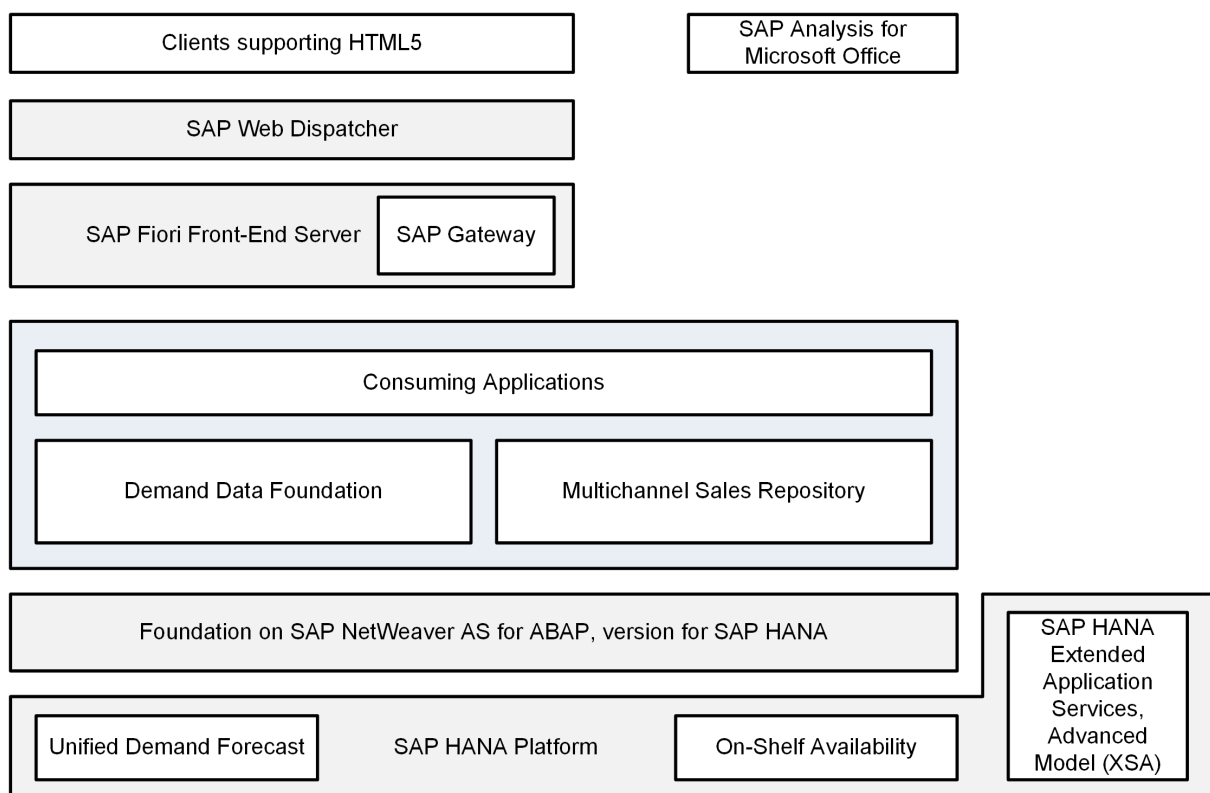 Clients supporting HTML5
SAP Analysis for
Microsoft Office
SAP Web Dispatcher
SAP Fiori Front-End Server
SAP Gateway
Consuming Applications
Demand Data Foundation
Multichannel Sales Repository
Foundation on SAP NetWeaver AS for ABAP, version for SAP HANA
SAP HANA
Extended
Application
Services,
Advanced
Model (XSA)
Unified Demand Forecast
SAP HANA Platform
On-Shelf Availability